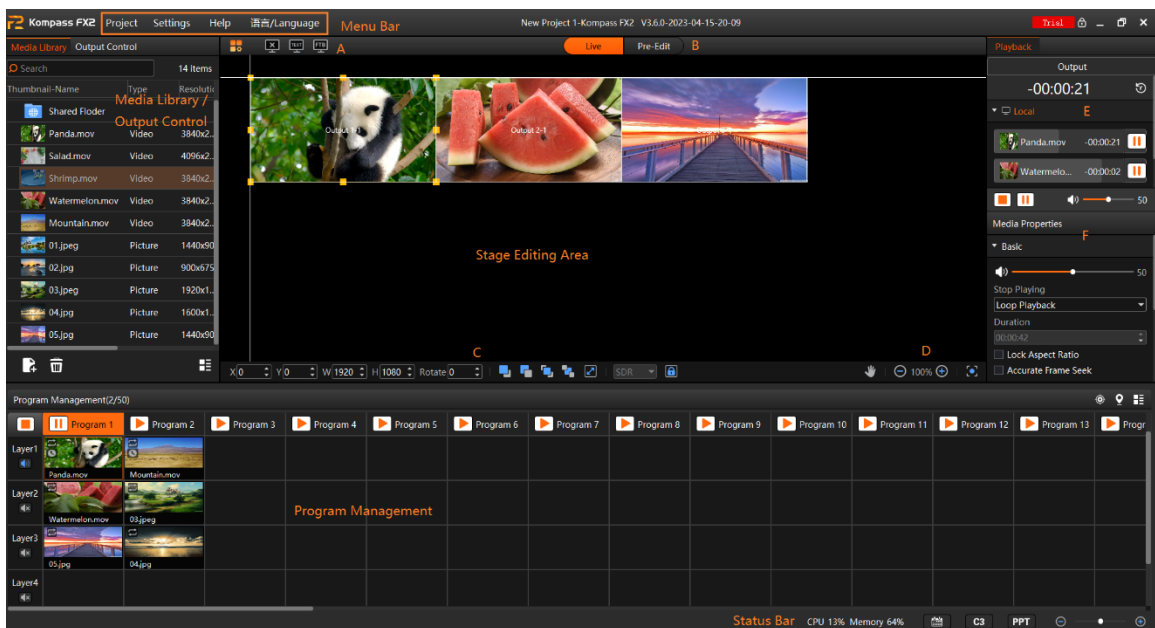 Kompass FX2 Project Settings Help 语言/Language Menu Bar New Project 1-Kompass FX2 V3.6.0-2023-04-15-20-09 Trial
Media Library Output Control A Live Pre-Edit B Playback
Search 14 items Output
Thumbnail-Name Type Resolutic -00:00:21
Shared Floder Media Library / Local E
Output Control
Panda.mov Video 3840x2... Output 1-1 Output 2-1 Panda.mov -00:00:21
Salad.mov Video 4096x2...
Shrimp.mov Video 3840x2... Watermelo... -00:00:02
Watermelon.mov Video 3840x2... 50
Mountain.mov Video 3840x2... Media Properties
F
01.jpeg Picture 1440x90 Basic
Stage Editing Area
02.jpg Picture 900x675 50
03.jpeg Picture 1920x1... Stop Playing
04.jpg Picture 1600x1... Loop Playback
Duration
05.jpg Picture 1440x90 00:00:42
C D Lock Aspect Ratio
X 0 Y 0 W 1920 H 1080 Rotate 0 SDR 100% Accurate Frame Seek
Program Management(2/50)
Program 1 Program 2 Program 3 Program 4 Program 5 Program 6 Program 7 Program 8 Program 9 Program 10 Program 11 Program 12 Program 13 Progr
Layer1
Panda.mov Mountain.mov
Layer2
Program Management
Watermelon.mov 03.jpeg
Layer3
05.jpg 04.jpg
Layer4
Status Bar CPU 13% Memory 64% C3 PPT